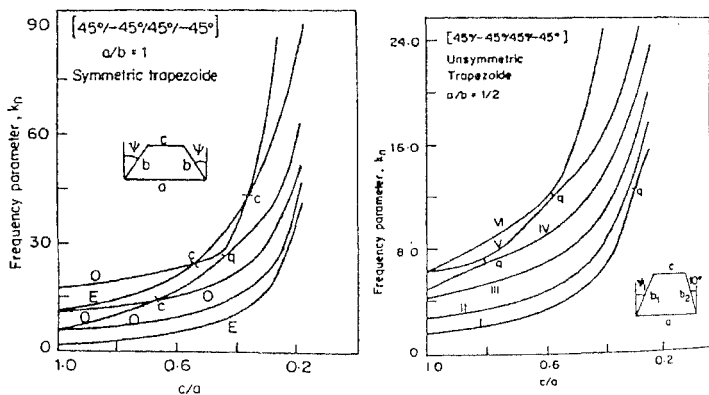 90
60
30
0
Frequency parameter, kn
[45°/-45°/45°/-45°]
a/b = 1
Symmetric trapezoide
ψ
c
ψ
b
b
a
c
c
q
c
O
E
O
O
O
E
1.0
0.6
0.2
c/a
24.0
16.0
8.0
0
Frequency parameter, kn
[45°/-45°/45°/-45°]
Unsymmetric
Trapezoide
a/b = 1/2
q
q
q
VI
V
IV
III
II
c
ψ
10°
b1
b2
a
1.0
0.6
0.2
c/a